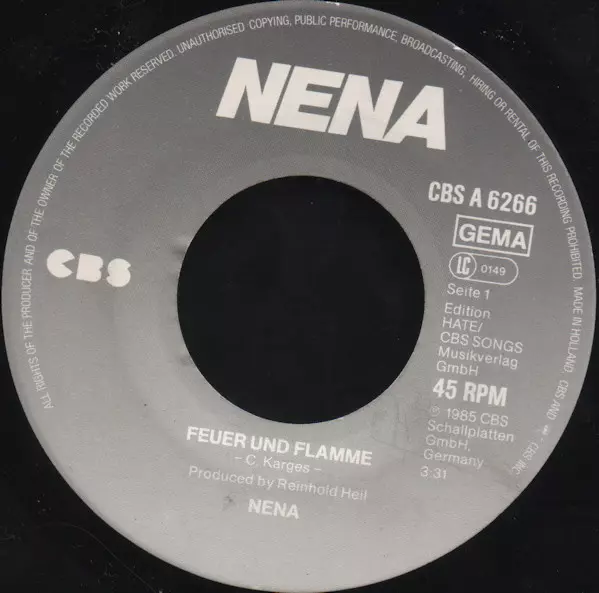 ALL RIGHTS OF THE PRODUCER AND OF THE OWNER OF THE RECORDED WORK RESERVED. UNAUTHORISED COPYING, PUBLIC PERFORMANCE, BROADCASTING, HIRING OR RENTAL OF THIS RECORDING PROHIBITED. MADE IN HOLLAND. CBS AND
NENA
CBS A 6266
GEMA
LC 0149
CBS
Seite 1
Edition
HATE/
CBS SONGS
Musikverlag
GmbH
45 RPM
℗ 1985 CBS
Schallplatten
GmbH,
Germany
3:31
FEUER UND FLAMME
– C. Karges –
Produced by Reinhold Heil
NENA